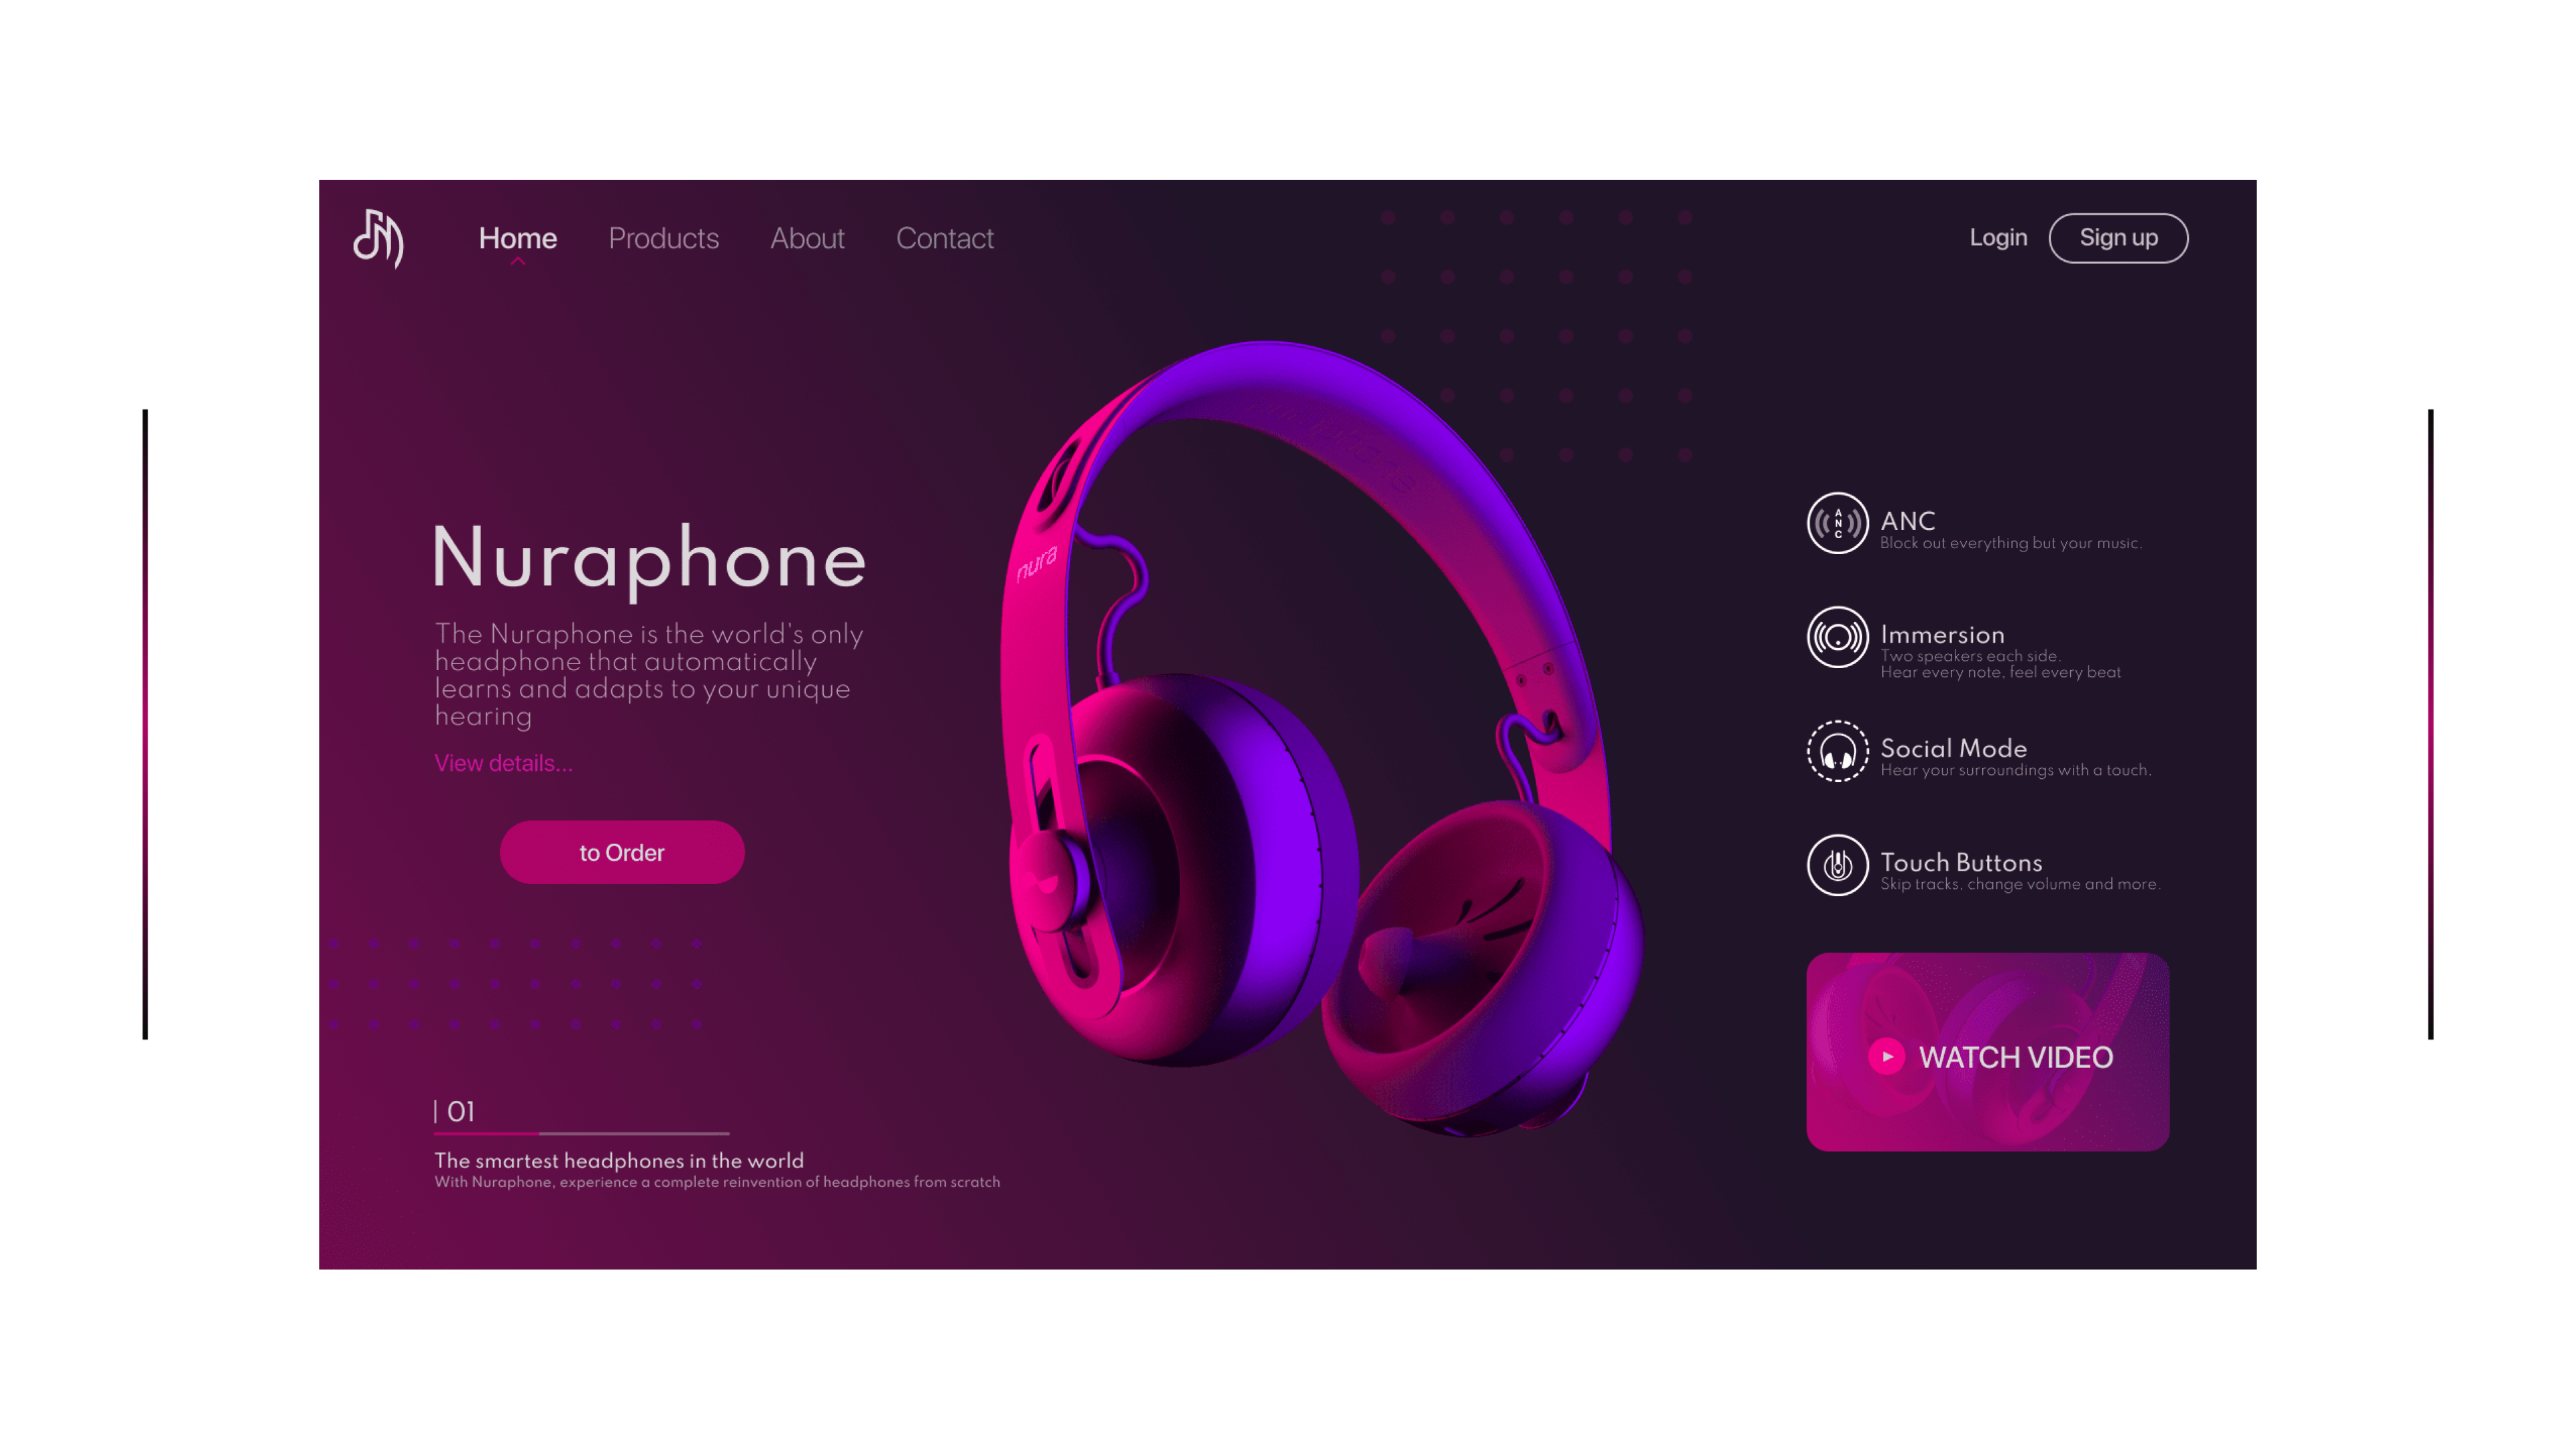 Home Products About Contact
Login Sign up
Nuraphone
The Nuraphone is the world's only
headphone that automatically
learns and adapts to your unique
hearing
View details...
to Order
| 01
The smartest headphones in the world
With Nuraphone, experience a complete reinvention of headphones from scratch
nura
ANC
ANC
Block out everything but your music.
Immersion
Two speakers each side.
Hear every note, feel every beat
Social Mode
Hear your surroundings with a touch.
Touch Buttons
Skip tracks, change volume and more.
WATCH VIDEO